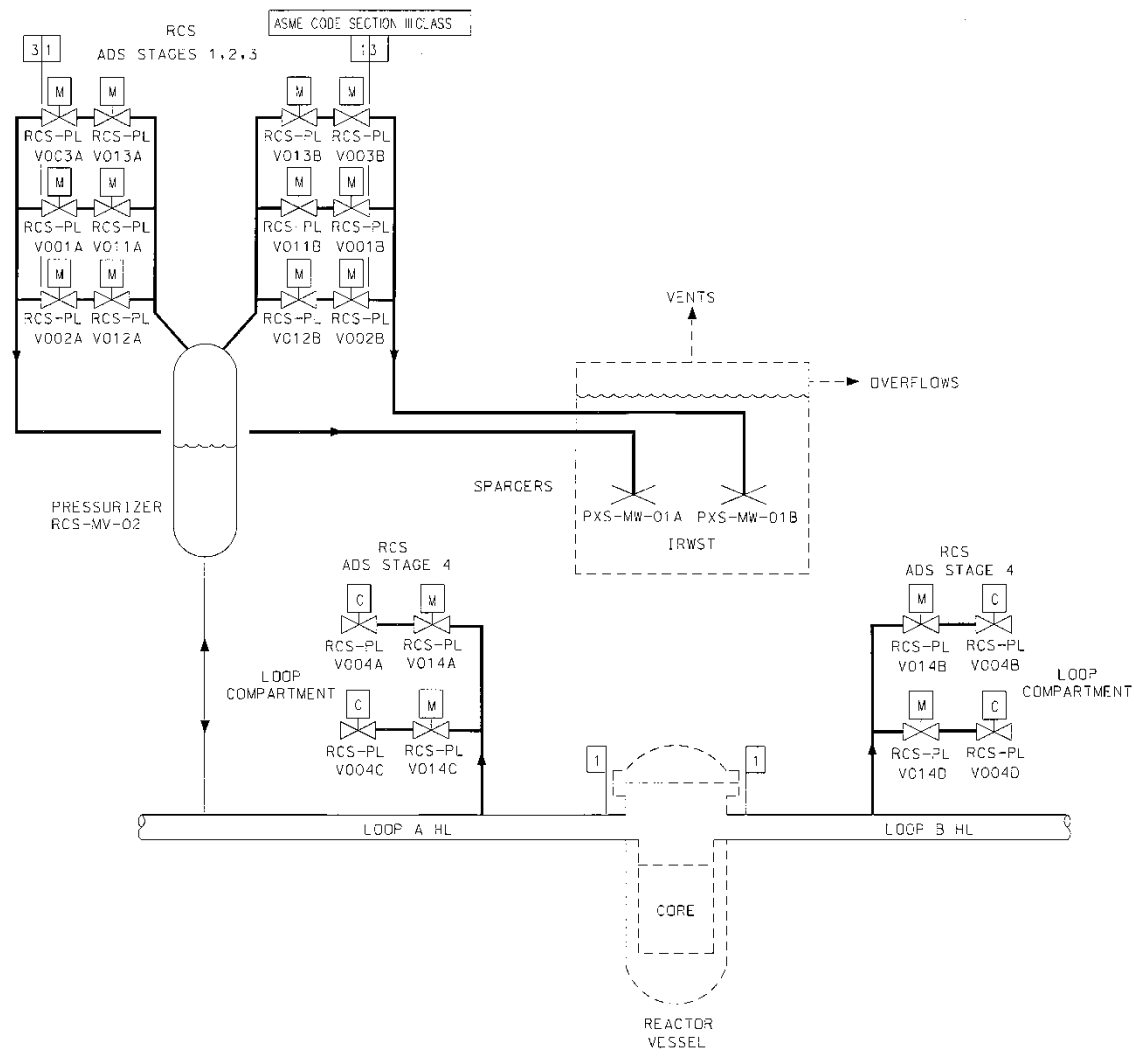 ASME CODE SECTION III CLASS
RCS
ADS STAGES 1,2,3
3 1
1 3
M M M M
RCS-PL RCS-PL RCS-PL RCS-PL
V003A V013A V013B V003B
M M M M
RCS-PL RCS-PL RCS-PL RCS-PL
V001A V011A V011B V001B
M M M M
RCS-PL RCS-PL RCS-PL RCS-PL
V002A V012A V012B V002B
VENTS
OVERFLOWS
SPARGERS
PXS-MW-01A PXS-MW-01B
IRWST
PRESSURIZER
RCS-MV-02
RCS
ADS STAGE 4
C M
RCS-PL RCS-PL
V004A V014A
LOOP
COMPARTMENT
C M
RCS-PL RCS-PL
V004C V014C
RCS
ADS STAGE 4
M C
RCS-PL RCS-PL
V014B V004B
LOOP
COMPARTMENT
M C
RCS-PL RCS-PL
V014D V004D
1 1
LOOP A HL
LOOP B HL
CORE
REACTOR
VESSEL